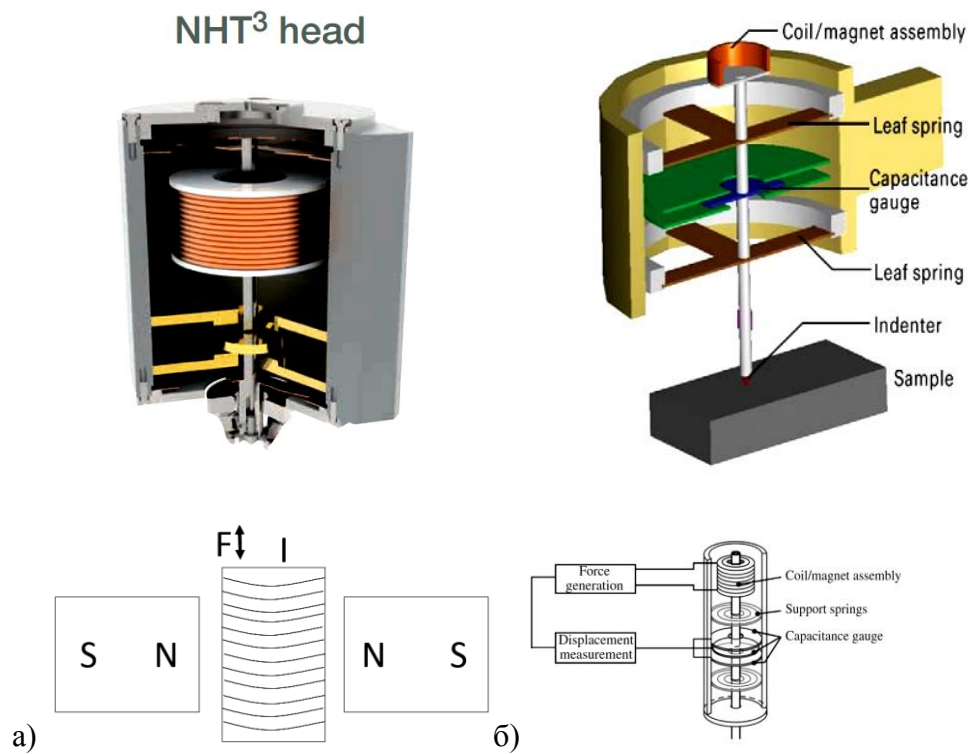 NHT³ head
Coil/magnet assembly
Leaf spring
Capacitance
gauge
Leaf spring
Indenter
Sample
F I
S N N S
а)
Force
generation
Displacement
measurement
Coil/magnet assembly
Support springs
Capacitance gauge
б)